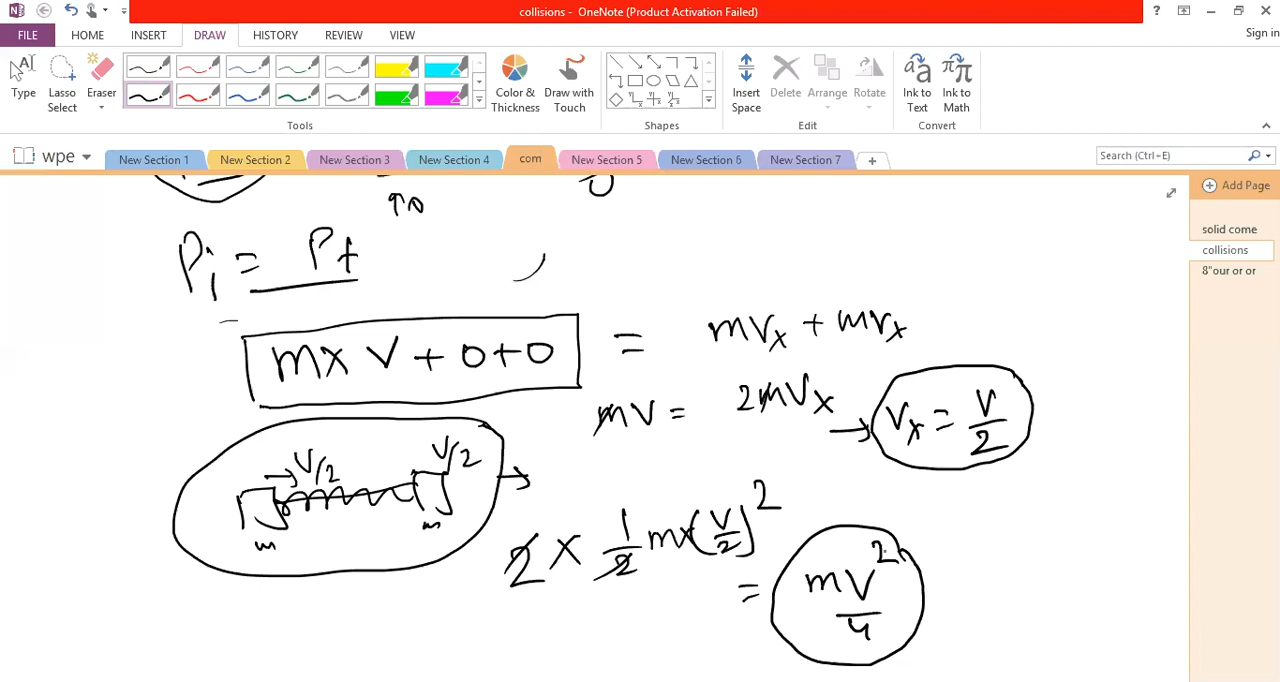 collisions - OneNote (Product Activation Failed)
FILE HOME INSERT DRAW HISTORY REVIEW VIEW
Sign in
Type Lasso Select Eraser Color & Thickness Draw with Touch Insert Space Delete Arrange Rotate Ink to Text Ink to Math
Tools Shapes Edit Convert
wpe New Section 1 New Section 2 New Section 3 New Section 4 com New Section 5 New Section 6 New Section 7 Search (Ctrl+E)
Add Page
solid come
collisions
8"our or or
Pi = Pf
mx v + 0 + 0 = mvx + mvx
mv = 2mvx → vx = v/2
v/2 v/2
m m
2 x 1/2 mx(v/2)^2
= mv^2/4